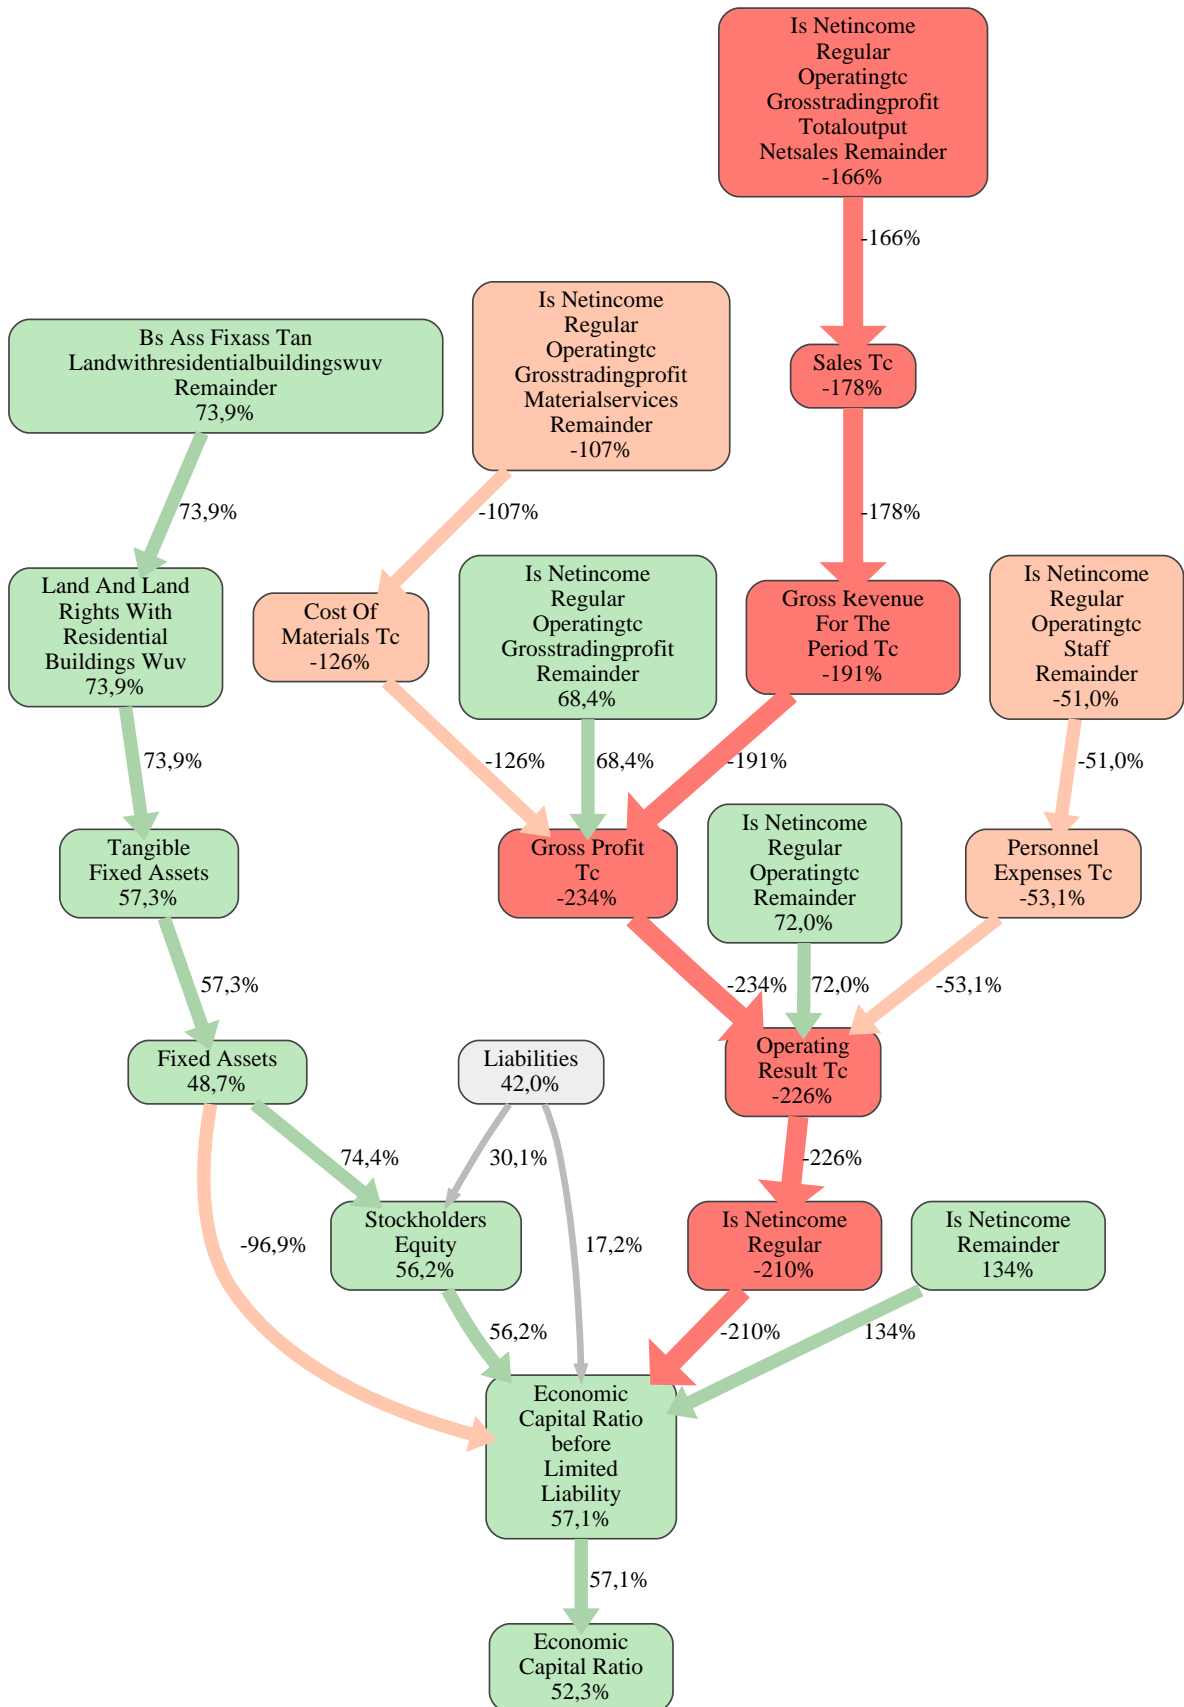 Is Netincome
Regular
Operatingtc
Grosstradingprofit
Totaloutput
Netsales Remainder
-166%
-166%
Bs Ass Fixass Tan
Landwithresidentialbuildingswuv
Remainder
73,9%
Is Netincome
Regular
Operatingtc
Grosstradingprofit
Materialservices
Remainder
-107%
Sales Tc
-178%
73,9%
-107%
-178%
Land And Land
Rights With
Residential
Buildings Wuv
73,9%
Cost Of
Materials Tc
-126%
Is Netincome
Regular
Operatingtc
Grosstradingprofit
Remainder
68,4%
Gross Revenue
For The
Period Tc
-191%
Is Netincome
Regular
Operatingtc
Staff
Remainder
-51,0%
73,9%
-126%
68,4%
-191%
-51,0%
Tangible
Fixed Assets
57,3%
Gross Profit
Tc
-234%
Is Netincome
Regular
Operatingtc
Remainder
72,0%
Personnel
Expenses Tc
-53,1%
57,3%
-234%
72,0%
-53,1%
Fixed Assets
48,7%
Liabilities
42,0%
Operating
Result Tc
-226%
74,4%
30,1%
-226%
Stockholders
Equity
56,2%
Is Netincome
Regular
-210%
Is Netincome
Remainder
134%
-96,9%
17,2%
56,2%
-210%
134%
Economic
Capital Ratio
before
Limited
Liability
57,1%
57,1%
Economic
Capital Ratio
52,3%